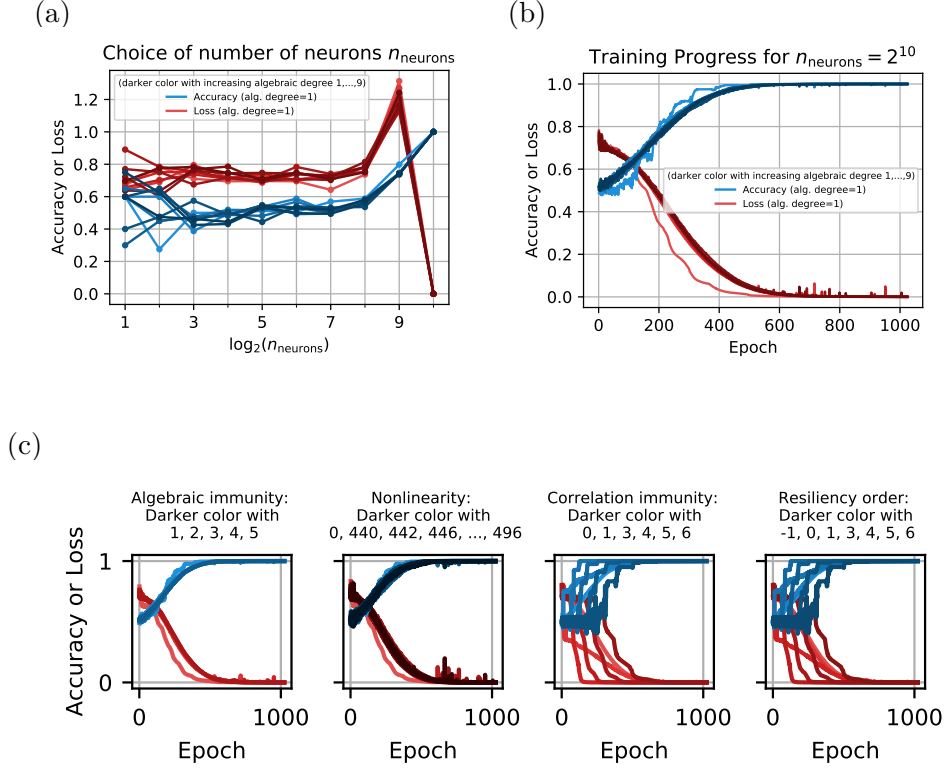 (a)
Choice of number of neurons n_neurons
(darker color with increasing algebraic degree 1,...,9)
Accuracy (alg. degree=1)
Loss (alg. degree=1)
Accuracy or Loss
1.2
1.0
0.8
0.6
0.4
0.2
0.0
1 3 5 7 9
log2(n_neurons)
(b)
Training Progress for n_neurons = 2^10
Accuracy or Loss
1.0
0.8
0.6
0.4
0.2
0.0
(darker color with increasing algebraic degree 1,...,9)
Accuracy (alg. degree=1)
Loss (alg. degree=1)
0 200 400 600 800 1000
Epoch
(c)
Accuracy or Loss
Algebraic immunity:
Darker color with
1, 2, 3, 4, 5
1
0
0 1000
Epoch
Nonlinearity:
Darker color with
0, 440, 442, 446, ..., 496
0 1000
Epoch
Correlation immunity:
Darker color with
0, 1, 3, 4, 5, 6
0 1000
Epoch
Resiliency order:
Darker color with
-1, 0, 1, 3, 4, 5, 6
0 1000
Epoch